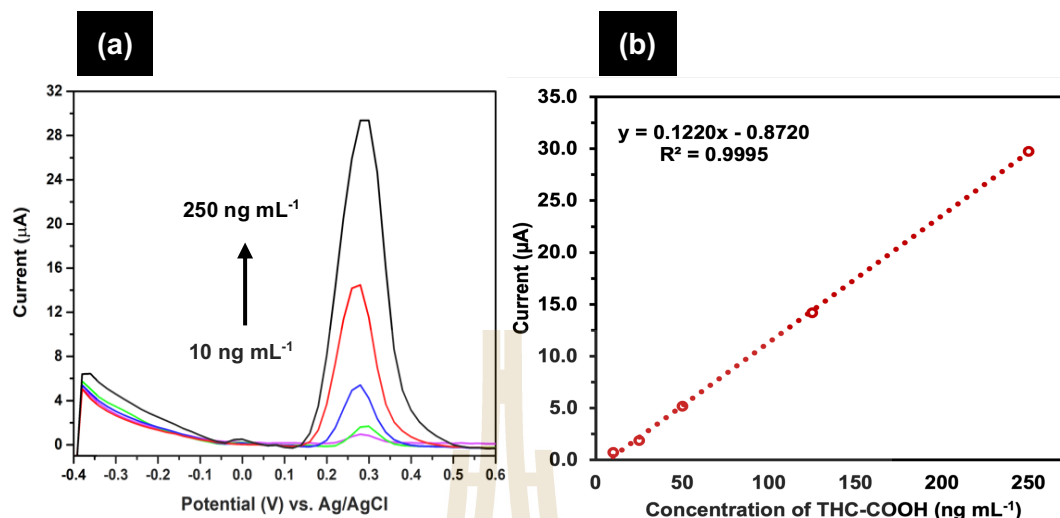 (a)
32
28
24
20
16
12
8
4
0
Current (μA)
250 ng mL⁻¹
10 ng mL⁻¹
-0.4 -0.3 -0.2 -0.1 0.0 0.1 0.2 0.3 0.4 0.5 0.6
Potential (V) vs. Ag/AgCl
(b)
35.0
30.0
25.0
20.0
15.0
10.0
5.0
0.0
Current (μA)
y = 0.1220x - 0.8720
R² = 0.9995
0 50 100 150 200 250
Concentration of THC-COOH (ng mL⁻¹)